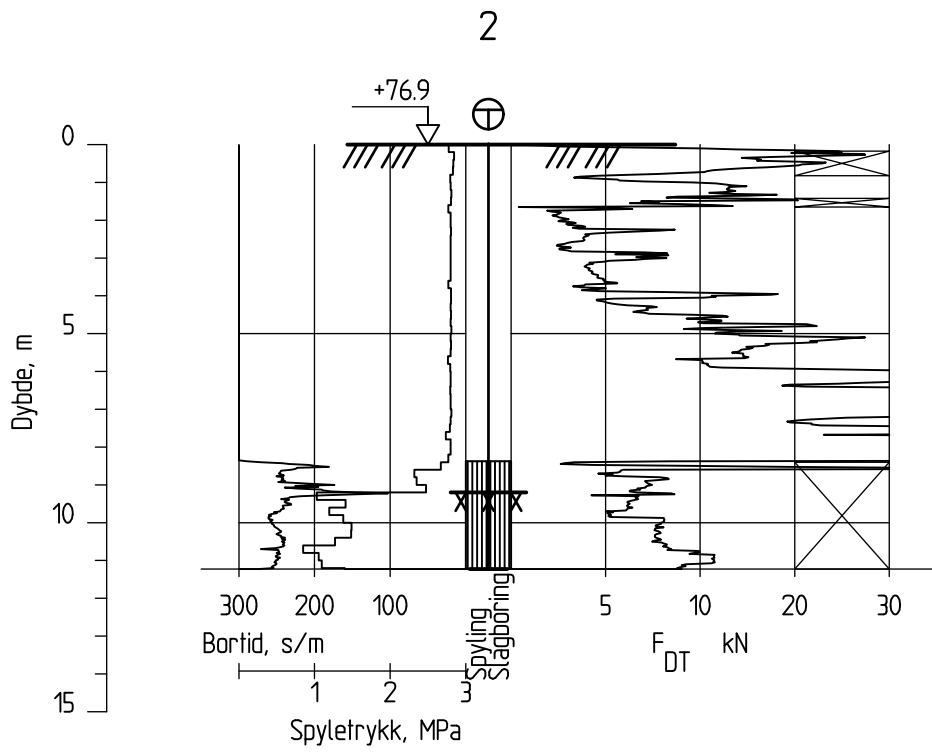 2
+76.9
0
5
10
15
Dybde, m
300 200 100 5 10 20 30
Bortid, s/m
Spyling
Slagboring
F DT kN
1 2 3
Spyletrykk, MPa